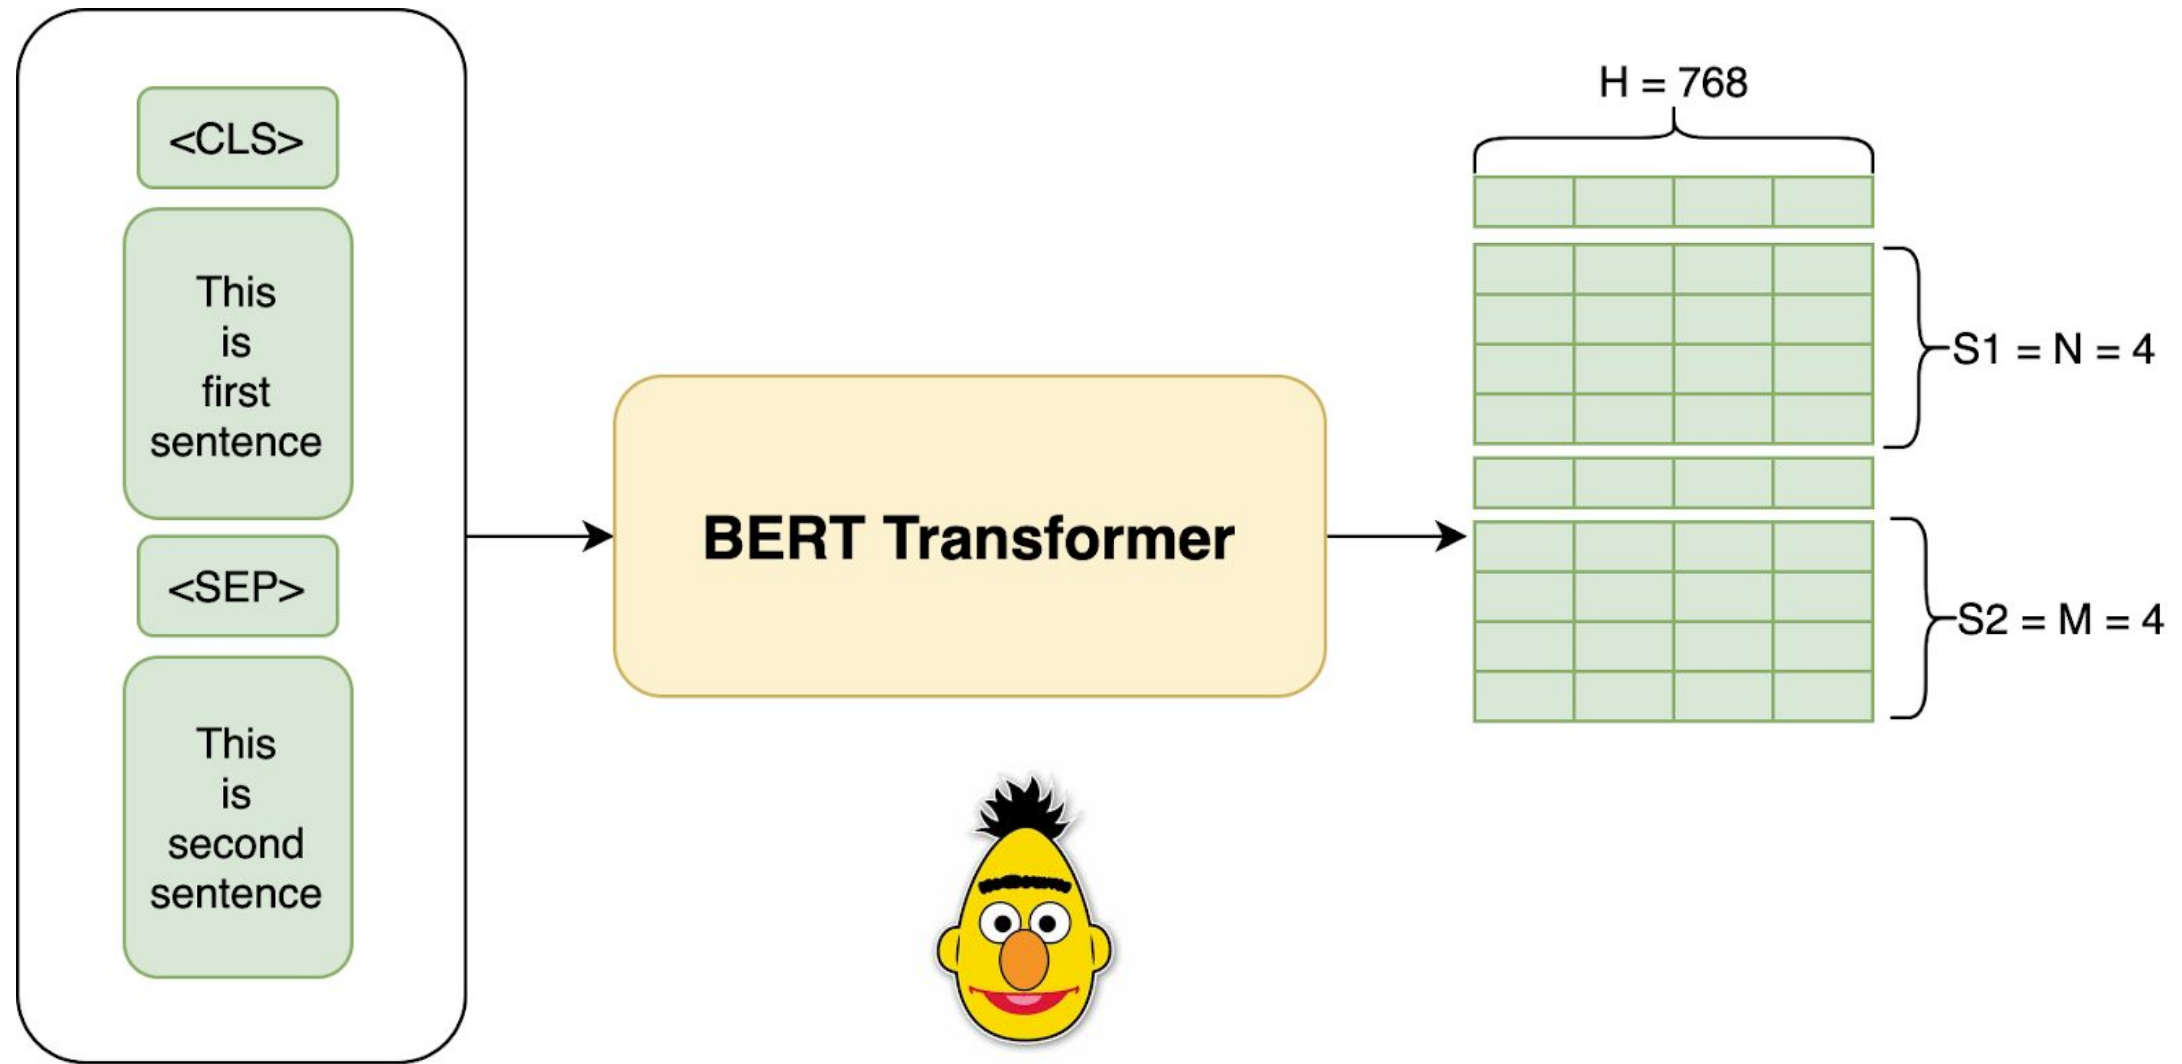 <CLS>
This
is
first
sentence
<SEP>
This
is
second
sentence
BERT Transformer
H = 768
S1 = N = 4
S2 = M = 4